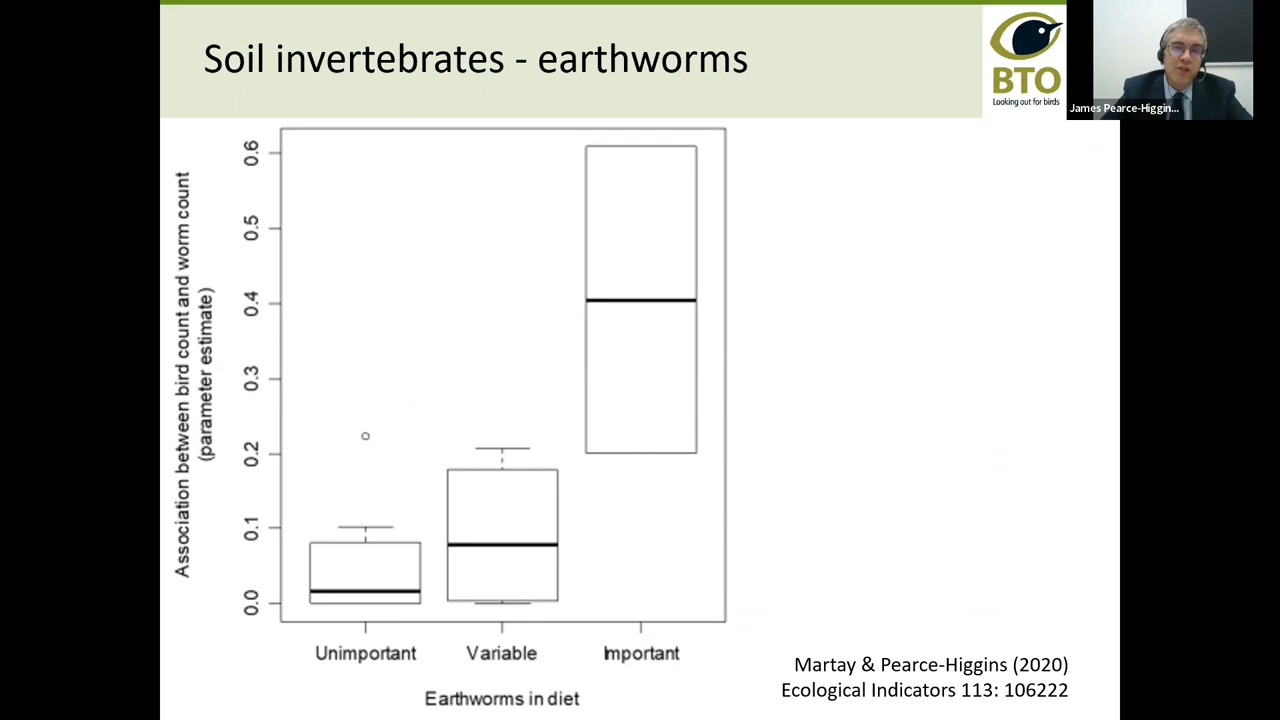 Soil invertebrates - earthworms
BTO
Looking out for birds
James Pearce-Higgin...
Association between bird count and worm count
(parameter estimate)
0.6
0.5
0.4
0.3
0.2
0.1
0.0
Unimportant Variable Important
Earthworms in diet
Martay & Pearce-Higgins (2020)
Ecological Indicators 113: 106222